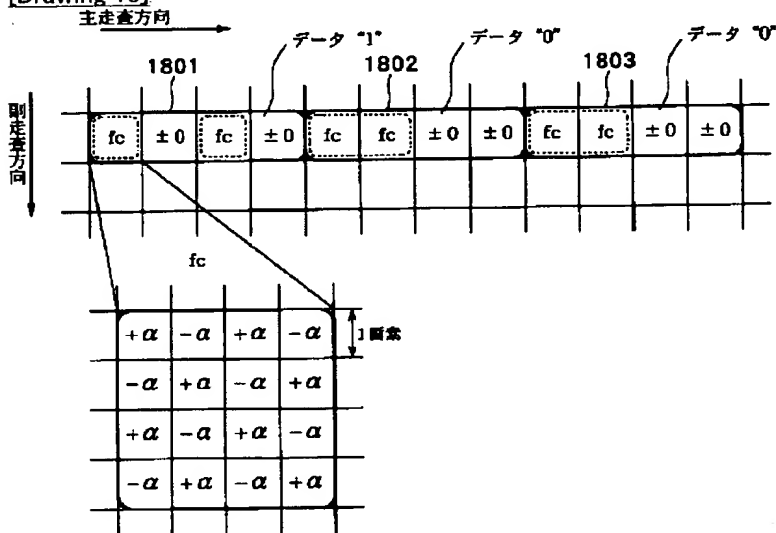 [Drawing 18]
主走査方向
データ "1"
データ "0"
データ "0"
1801
1802
1803
副走査方向
fc ±0 fc ±0 fc fc ±0 ±0 fc fc ±0 ±0
fc
+α -α +α -α
1画素
-α +α -α +α
+α -α +α -α
-α +α -α +α